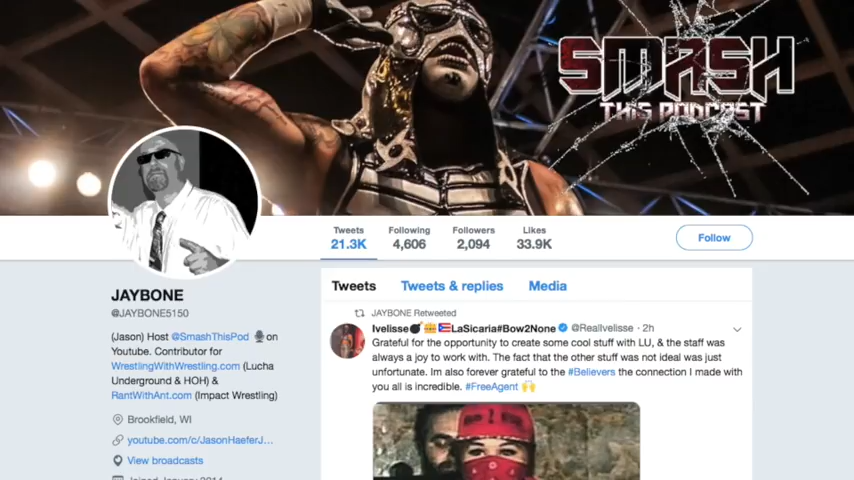 SMASH
THIS PODCAST
Tweets
21.3K
Following
4,606
Followers
2,094
Likes
33.9K
Follow
JAYBONE
@JAYBONE5150
(Jason) Host @SmashThisPod on
Youtube. Contributor for
WrestlingWithWrestling.com (Lucha
Underground & HOH) &
RantWithAnt.com (Impact Wrestling)
Brookfield, WI
youtube.com/c/JasonHaeferJ...
View broadcasts
Joined January 2014
Tweets
Tweets & replies
Media
JAYBONE Retweeted
Ivelisse💣👑🇵🇷LaSicaria#Bow2None @RealIvelisse · 2h
Grateful for the opportunity to create some cool stuff with LU, & the staff was
always a joy to work with. The fact that the other stuff was not ideal was just
unfortunate. Im also forever grateful to the #Believers the connection I made with
you all is incredible. #FreeAgent 🙌